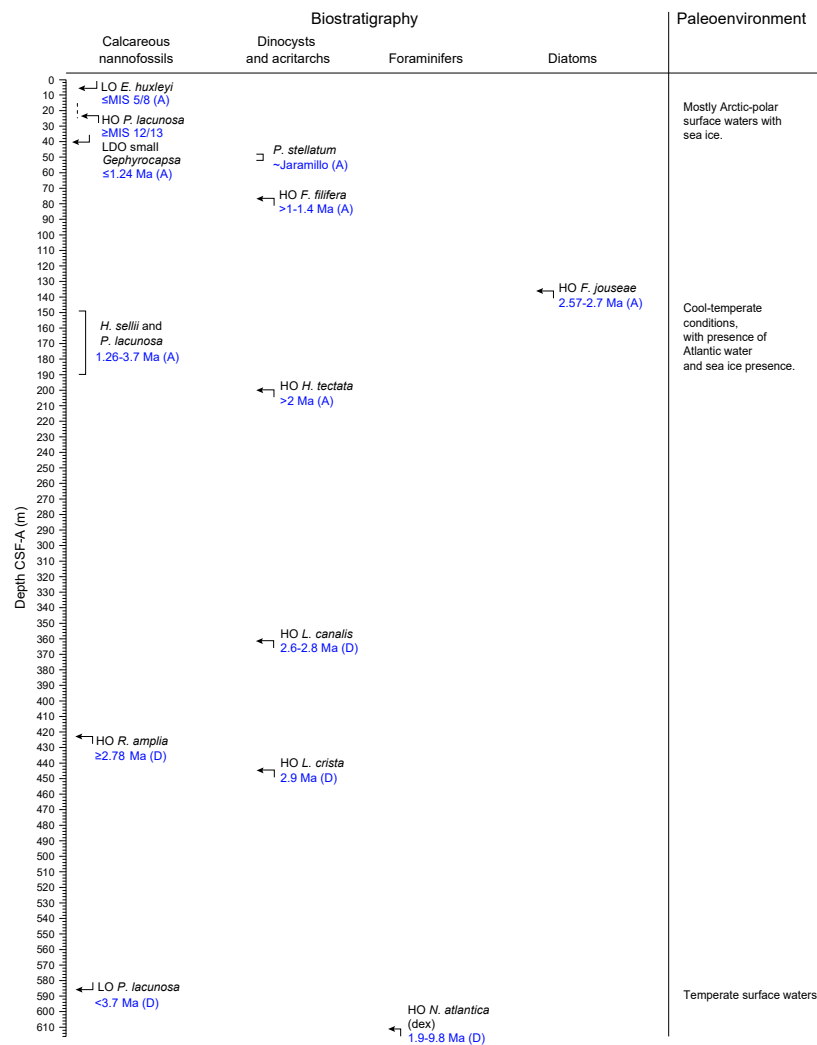 Biostratigraphy
Paleoenvironment
Calcareous
nannofossils
Dinocysts
and acritarchs
Foraminifers
Diatoms
Depth CSF-A (m)
0
10
20
30
40
50
60
70
80
90
100
110
120
130
140
150
160
170
180
190
200
210
220
230
240
250
260
270
280
290
300
310
320
330
340
350
360
370
380
390
400
410
420
430
440
450
460
470
480
490
500
510
520
530
540
550
560
570
580
590
600
610
LO E. huxleyi
≤MIS 5/8 (A)
HO P. lacunosa
≥MIS 12/13
LDO small
Gephyrocapsa
≤1.24 Ma (A)
H. sellii and
P. lacunosa
1.26-3.7 Ma (A)
HO R. amplia
≥2.78 Ma (D)
LO P. lacunosa
<3.7 Ma (D)
P. stellatum
~Jaramillo (A)
HO F. filifera
>1-1.4 Ma (A)
HO H. tectata
>2 Ma (A)
HO L. canalis
2.6-2.8 Ma (D)
HO L. crista
2.9 Ma (D)
HO N. atlantica
(dex)
1.9-9.8 Ma (D)
HO F. jouseae
2.57-2.7 Ma (A)
Mostly Arctic-polar
surface waters with
sea ice.
Cool-temperate
conditions,
with presence of
Atlantic water
and sea ice presence.
Temperate surface waters